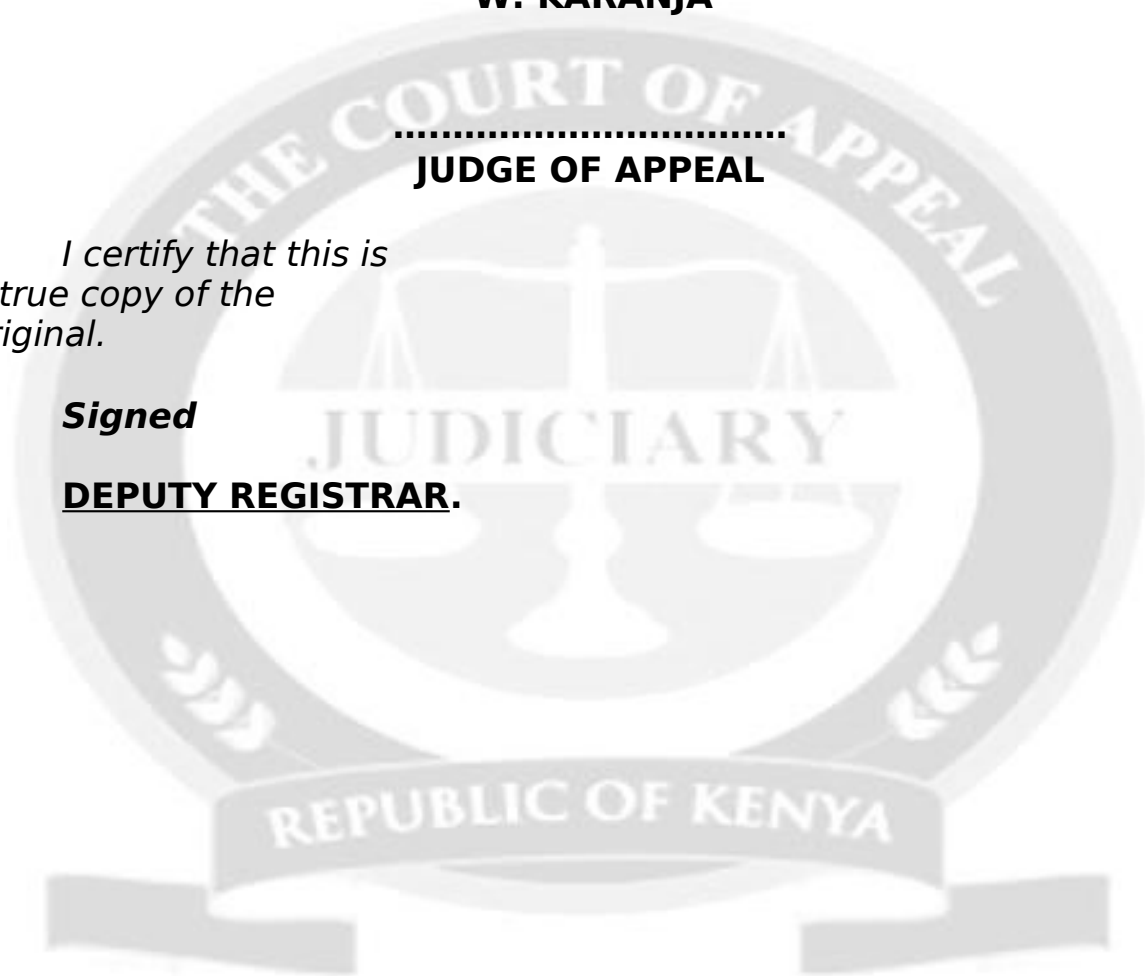 W. KARANJA
.................................
JUDGE OF APPEAL
I certify that this is
true copy of the
riginal.
Signed
DEPUTY REGISTRAR.
THE COURT OF APPEAL
JUDICIARY
REPUBLIC OF KENYA